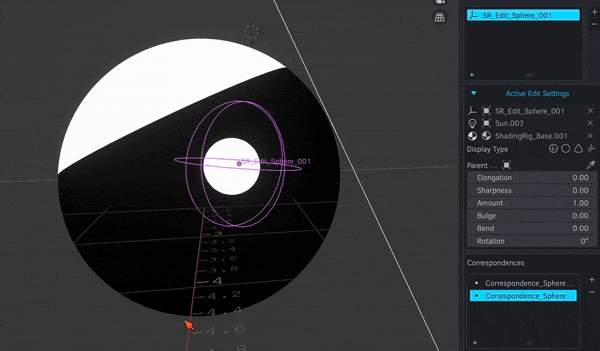 SR_Edit_Sphere_001
Active Edit Settings
SR_Edit_Sphere_001
Sun.003
ShadingRig_Base.001
Display Type
Parent ...
Elongation 0.00
Sharpness 0.00
Amount 1.00
Bulge 0.00
Bend 0.00
Rotation 0°
Correspondences
Correspondence_Sphere...
Correspondence_Sphere...
SR_Edit_Sphere_001
-3
-3.2
-3.4
-3.6
-3.8
-4
-4.2
-4.4
-4.6